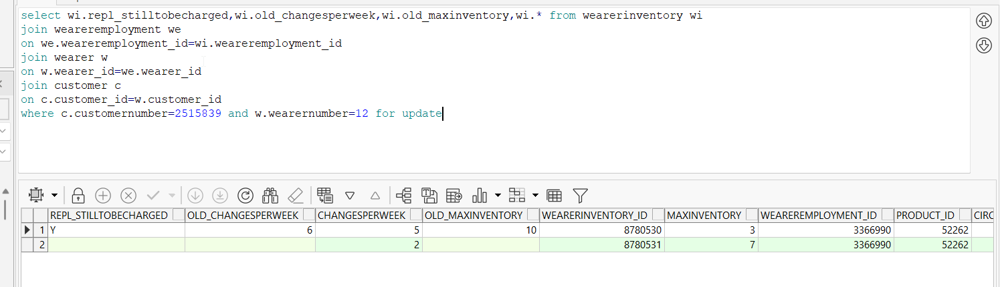 select wi.repl_stilltobecharged,wi.old_changesperweek,wi.old_maxinventory,wi.* from wearerinventory wi
join weareremployment we
on we.weareremployment_id=wi.weareremployment_id
join wearer w
on w.wearer_id=we.wearer_id
join customer c
on c.customer_id=w.customer_id
where c.customernumber=2515839 and w.wearernumber=12 for update
REPL_STILLTOBECHARGED OLD_CHANGESPERWEEK CHANGESPERWEEK OLD_MAXINVENTORY WEARERINVENTORY_ID MAXINVENTORY WEAREREMPLOYMENT_ID PRODUCT_ID CIRC
1 Y 6 5 10 8780530 3 3366990 52262
2 2 8780531 7 3366990 52262